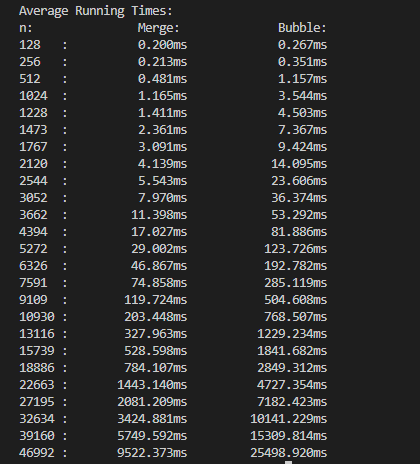 Average Running Times:
n: Merge: Bubble:
128 : 0.200ms 0.267ms
256 : 0.213ms 0.351ms
512 : 0.481ms 1.157ms
1024 : 1.165ms 3.544ms
1228 : 1.411ms 4.503ms
1473 : 2.361ms 7.367ms
1767 : 3.091ms 9.424ms
2120 : 4.139ms 14.095ms
2544 : 5.543ms 23.606ms
3052 : 7.970ms 36.374ms
3662 : 11.398ms 53.292ms
4394 : 17.027ms 81.886ms
5272 : 29.002ms 123.726ms
6326 : 46.867ms 192.782ms
7591 : 74.858ms 285.119ms
9109 : 119.724ms 504.608ms
10930 : 203.448ms 768.507ms
13116 : 327.963ms 1229.234ms
15739 : 528.598ms 1841.682ms
18886 : 784.107ms 2849.312ms
22663 : 1443.140ms 4727.354ms
27195 : 2081.209ms 7182.423ms
32634 : 3424.881ms 10141.229ms
39160 : 5749.592ms 15309.814ms
46992 : 9522.373ms 25498.920ms